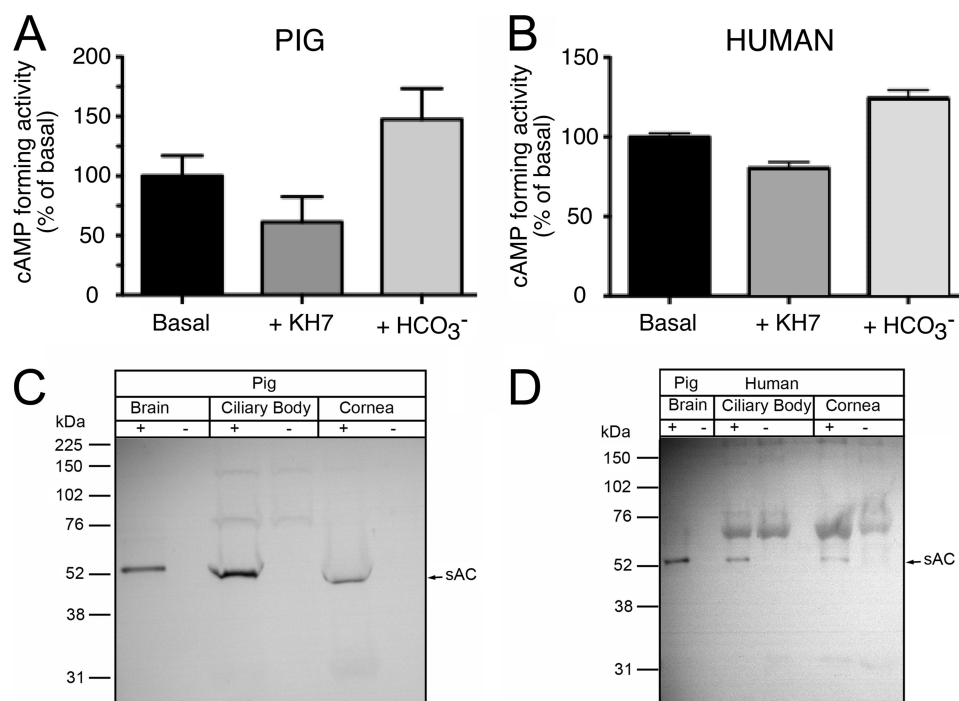 A
PIG
cAMP forming activity
(% of basal)
200
150
100
50
0
Basal
+ KH7
+ HCO₃⁻
B
HUMAN
cAMP forming activity
(% of basal)
150
100
50
0
Basal
+ KH7
+ HCO₃⁻
C
Pig
Brain Ciliary Body Cornea
+ - + - + -
kDa
225
150
102
76
52
38
31
sAC
D
Pig Human
Brain Ciliary Body Cornea
+ - + - + -
kDa
150
102
76
52
38
31
sAC